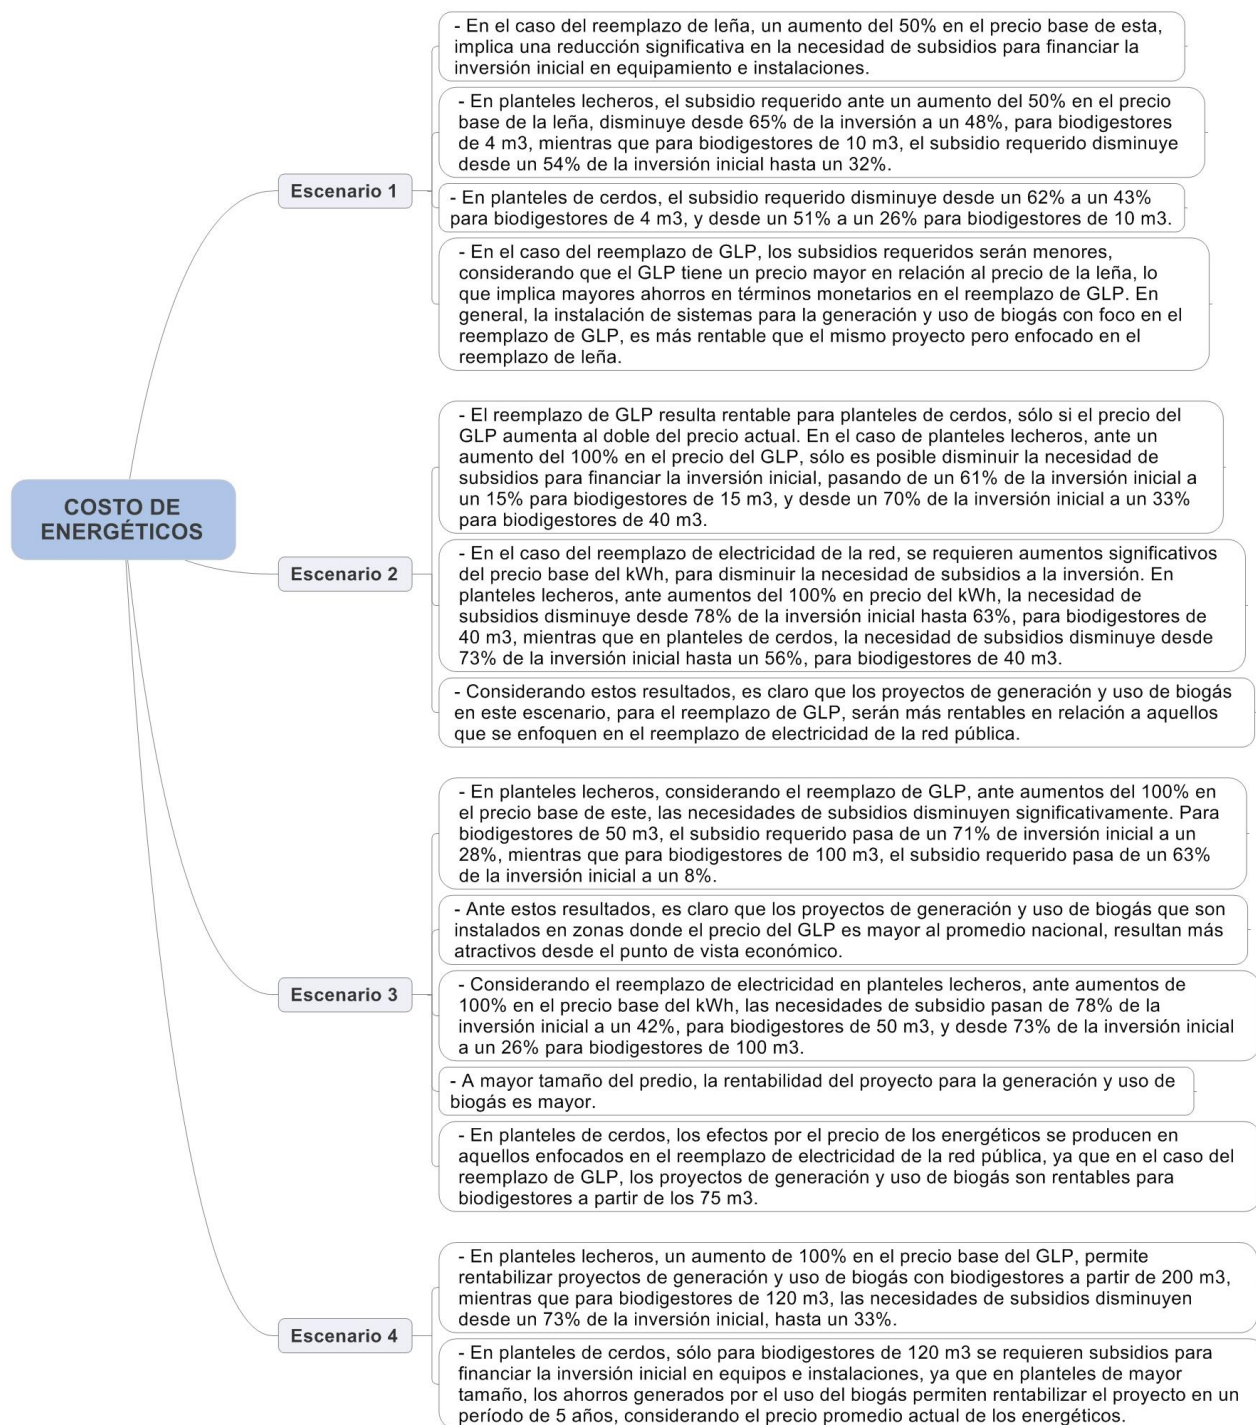 - En el caso del reemplazo de leña, un aumento del 50% en el precio base de esta,
implica una reducción significativa en la necesidad de subsidios para financiar la
inversión inicial en equipamiento e instalaciones.
- En planteles lecheros, el subsidio requerido ante un aumento del 50% en el precio
base de la leña, disminuye desde 65% de la inversión a un 48%, para biodigestores
de 4 m3, mientras que para biodigestores de 10 m3, el subsidio requerido disminuye
desde un 54% de la inversión inicial hasta un 32%.
Escenario 1
- En planteles de cerdos, el subsidio requerido disminuye desde un 62% a un 43%
para biodigestores de 4 m3, y desde un 51% a un 26% para biodigestores de 10 m3.
- En el caso del reemplazo de GLP, los subsidios requeridos serán menores,
considerando que el GLP tiene un precio mayor en relación al precio de la leña, lo
que implica mayores ahorros en términos monetarios en el reemplazo de GLP. En
general, la instalación de sistemas para la generación y uso de biogás con foco en el
reemplazo de GLP, es más rentable que el mismo proyecto pero enfocado en el
reemplazo de leña.
- El reemplazo de GLP resulta rentable para planteles de cerdos, sólo si el precio del
GLP aumenta al doble del precio actual. En el caso de planteles lecheros, ante un
aumento del 100% en el precio del GLP, sólo es posible disminuir la necesidad de
subsidios para financiar la inversión inicial, pasando de un 61% de la inversión inicial a
un 15% para biodigestores de 15 m3, y desde un 70% de la inversión inicial a un 33%
para biodigestores de 40 m3.
COSTO DE
ENERGÉTICOS
Escenario 2
- En el caso del reemplazo de electricidad de la red, se requieren aumentos significativos
del precio base del kWh, para disminuir la necesidad de subsidios a la inversión. En
planteles lecheros, ante aumentos del 100% en precio del kWh, la necesidad de
subsidios disminuye desde 78% de la inversión inicial hasta 63%, para biodigestores de
40 m3, mientras que en planteles de cerdos, la necesidad de subsidios disminuye desde
73% de la inversión inicial hasta un 56%, para biodigestores de 40 m3.
- Considerando estos resultados, es claro que los proyectos de generación y uso de biogás
en este escenario, para el reemplazo de GLP, serán más rentables en relación a aquellos
que se enfoquen en el reemplazo de electricidad de la red pública.
- En planteles lecheros, considerando el reemplazo de GLP, ante aumentos del 100% en
el precio base de este, las necesidades de subsidios disminuyen significativamente. Para
biodigestores de 50 m3, el subsidio requerido pasa de un 71% de inversión inicial a un
28%, mientras que para biodigestores de 100 m3, el subsidio requerido pasa de un 63%
de la inversión inicial a un 8%.
- Ante estos resultados, es claro que los proyectos de generación y uso de biogás que son
instalados en zonas donde el precio del GLP es mayor al promedio nacional, resultan más
atractivos desde el punto de vista económico.
Escenario 3
- Considerando el reemplazo de electricidad en planteles lecheros, ante aumentos de
100% en el precio base del kWh, las necesidades de subsidio pasan de 78% de la
inversión inicial a un 42%, para biodigestores de 50 m3, y desde 73% de la inversión inicial
a un 26% para biodigestores de 100 m3.
- A mayor tamaño del predio, la rentabilidad del proyecto para la generación y uso de
biogás es mayor.
- En planteles de cerdos, los efectos por el precio de los energéticos se producen en
aquellos enfocados en el reemplazo de electricidad de la red pública, ya que en el caso del
reemplazo de GLP, los proyectos de generación y uso de biogás son rentables para
biodigestores a partir de los 75 m3.
- En planteles lecheros, un aumento de 100% en el precio base del GLP, permite
rentabilizar proyectos de generación y uso de biogás con biodigestores a partir de 200 m3,
mientras que para biodigestores de 120 m3, las necesidades de subsidios disminuyen
desde un 73% de la inversión inicial, hasta un 33%.
Escenario 4
- En planteles de cerdos, sólo para biodigestores de 120 m3 se requieren subsidios para
financiar la inversión inicial en equipos e instalaciones, ya que en planteles de mayor
tamaño, los ahorros generados por el uso del biogás permiten rentabilizar el proyecto en un
período de 5 años, considerando el precio promedio actual de los energéticos.